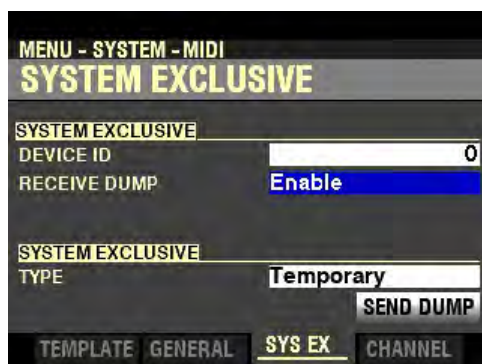 MENU - SYSTEM - MIDI
SYSTEM EXCLUSIVE
SYSTEM EXCLUSIVE
DEVICE ID 0
RECEIVE DUMP Enable
SYSTEM EXCLUSIVE
TYPE Temporary
SEND DUMP
TEMPLATE GENERAL SYS EX CHANNEL